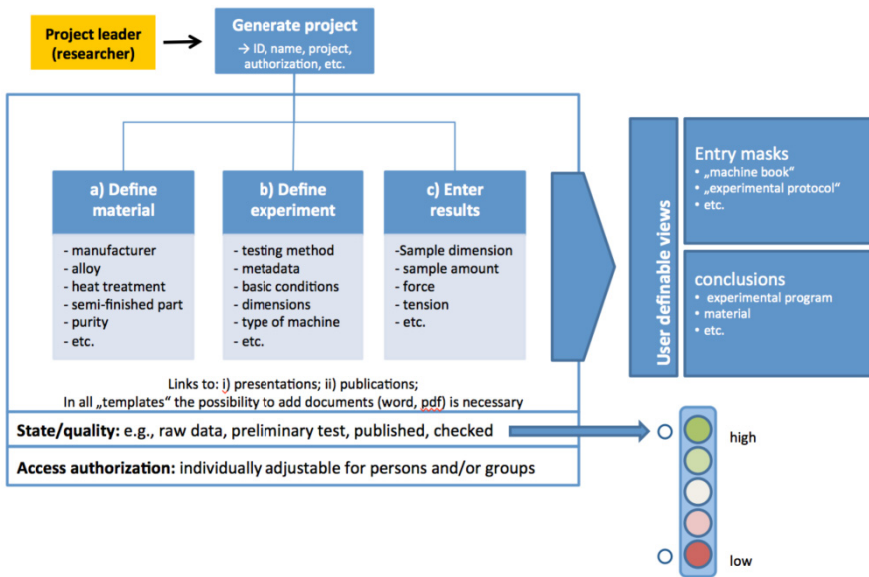 Project leader
(researcher)
Generate project
→ ID, name, project,
authorization, etc.
a) Define
material
- manufacturer
- alloy
- heat treatment
- semi-finished part
- purity
- etc.
b) Define
experiment
- testing method
- metadata
- basic conditions
- dimensions
- type of machine
- etc.
c) Enter
results
-Sample dimension
- sample amount
- force
- tension
- etc.
Links to: i) presentations; ii) publications;
In all „templates“ the possibility to add documents (word, pdf) is necessary
State/quality: e.g., raw data, preliminary test, published, checked
Access authorization: individually adjustable for persons and/or groups
User definable views
Entry masks
• „machine book“
• „experimental protocol“
• etc.
conclusions
• experimental program
• material
• etc.
high
low